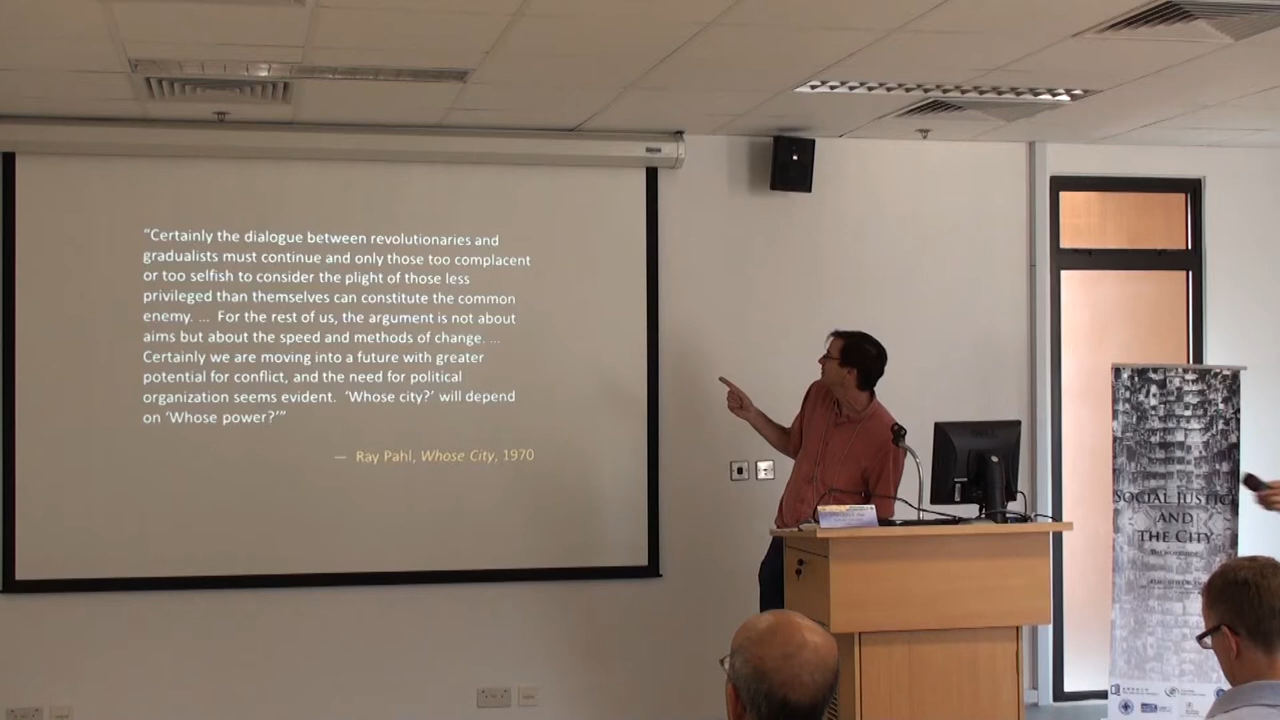 “Certainly the dialogue between revolutionaries and
gradualists must continue and only those too complacent
or too selfish to consider the plight of those less
privileged than themselves can constitute the common
enemy. … For the rest of us, the argument is not about
aims but about the speed and methods of change. …
Certainly we are moving into a future with greater
potential for conflict, and the need for political
organization seems evident. ‘Whose city?’ will depend
on ‘Whose power?’”
— Ray Pahl, Whose City, 1970
SOCIAL JUSTICE
AND
THE CITY